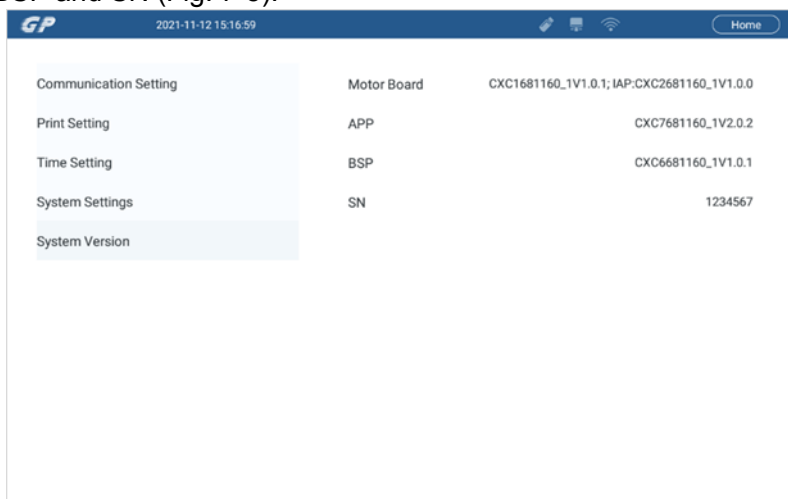 and
GP 2021-11-12 15:16:59 Home
Communication Setting Motor Board CXC1681160_1V1.0.1; IAP:CXC2681160_1V1.0.0
Print Setting APP CXC7681160_1V2.0.2
Time Setting BSP CXC6681160_1V1.0.1
System Settings SN 1234567
System Version